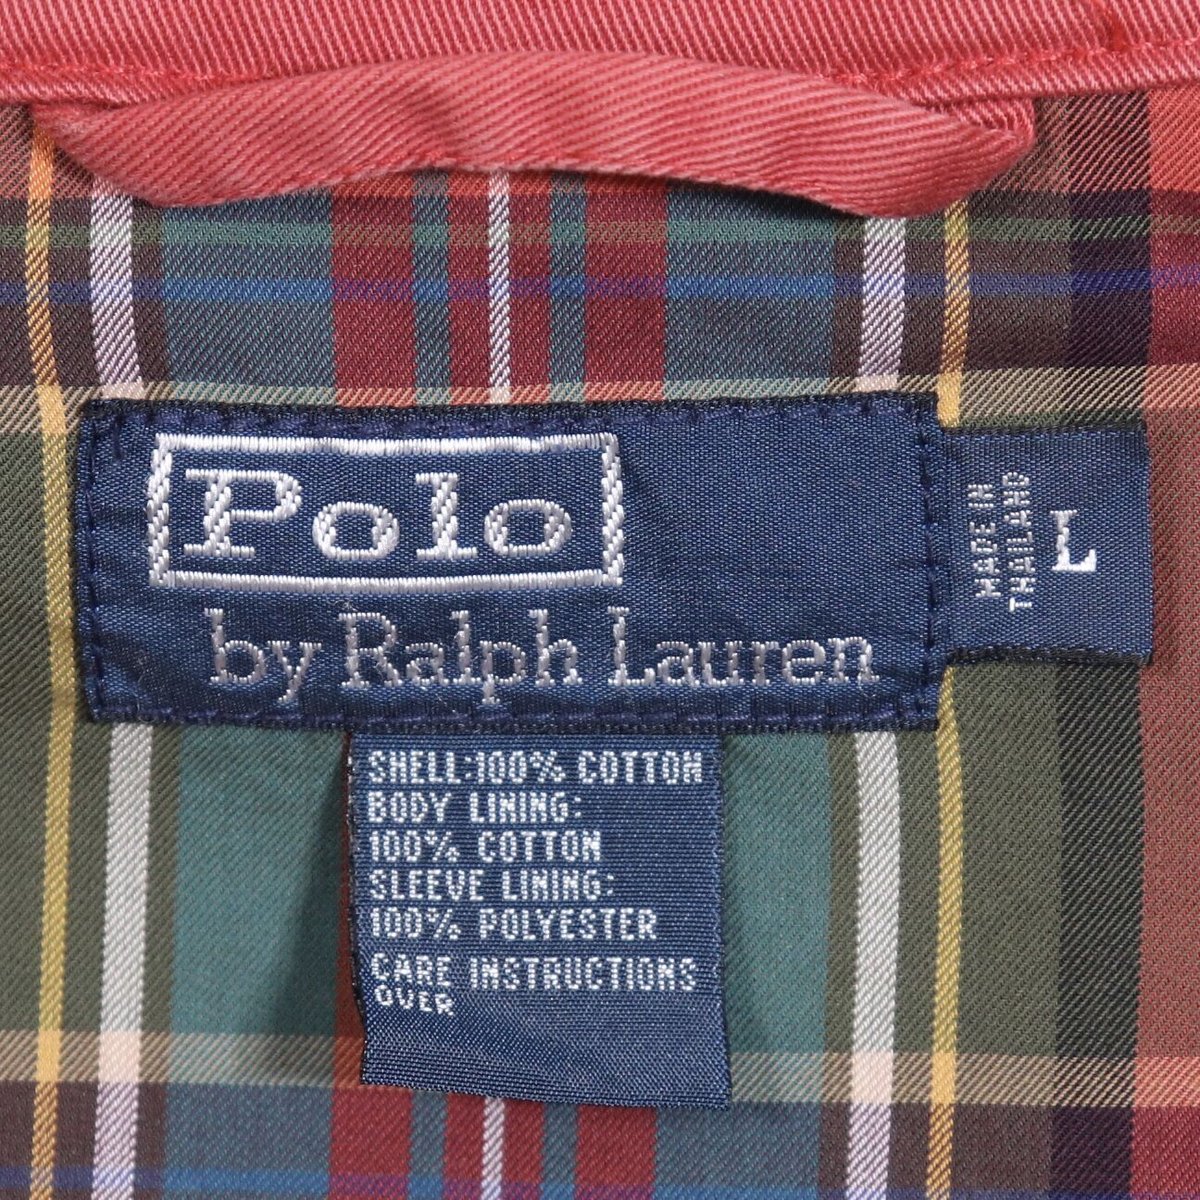 Polo
by Ralph Lauren
MADE IN
THAILAND
L
SHELL:100% COTTON
BODY LINING:
100% COTTON
SLEEVE LINING:
100% POLYESTER
CARE INSTRUCTIONS
OVER